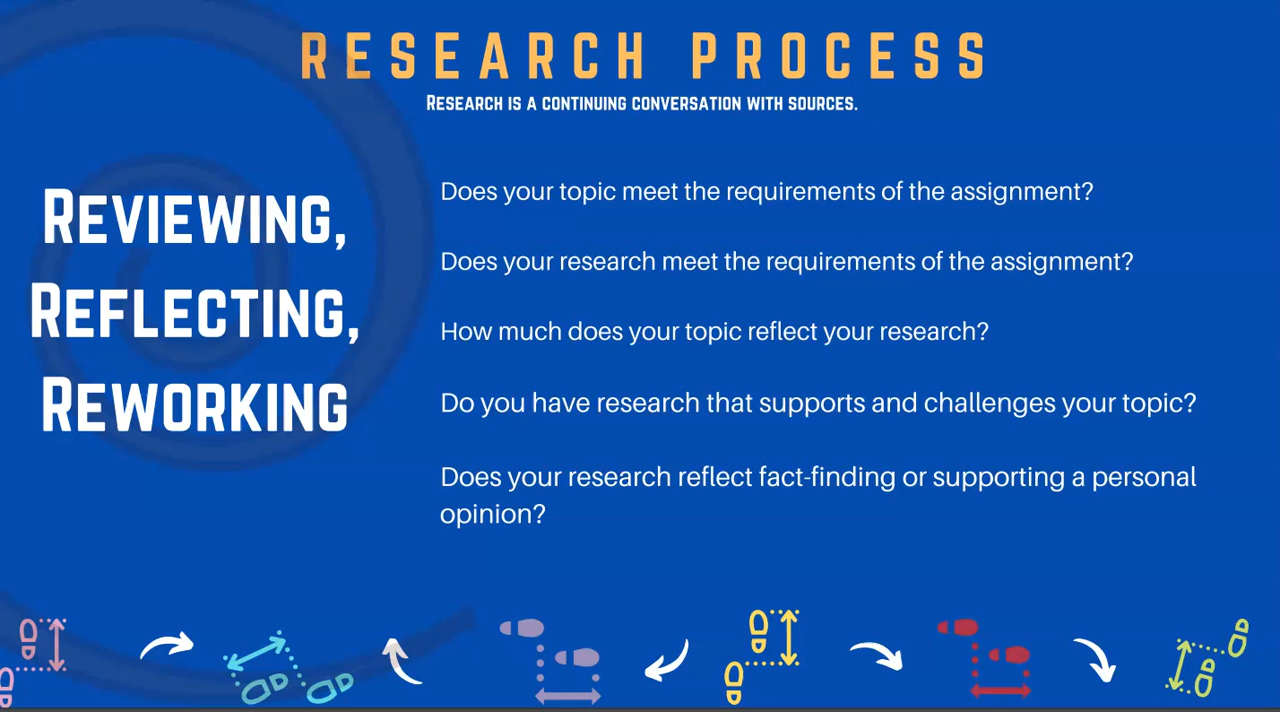 RESEARCH PROCESS
RESEARCH IS A CONTINUING CONVERSATION WITH SOURCES.
REVIEWING,
REFLECTING,
REWORKING
Does your topic meet the requirements of the assignment?
Does your research meet the requirements of the assignment?
How much does your topic reflect your research?
Do you have research that supports and challenges your topic?
Does your research reflect fact-finding or supporting a personal
opinion?